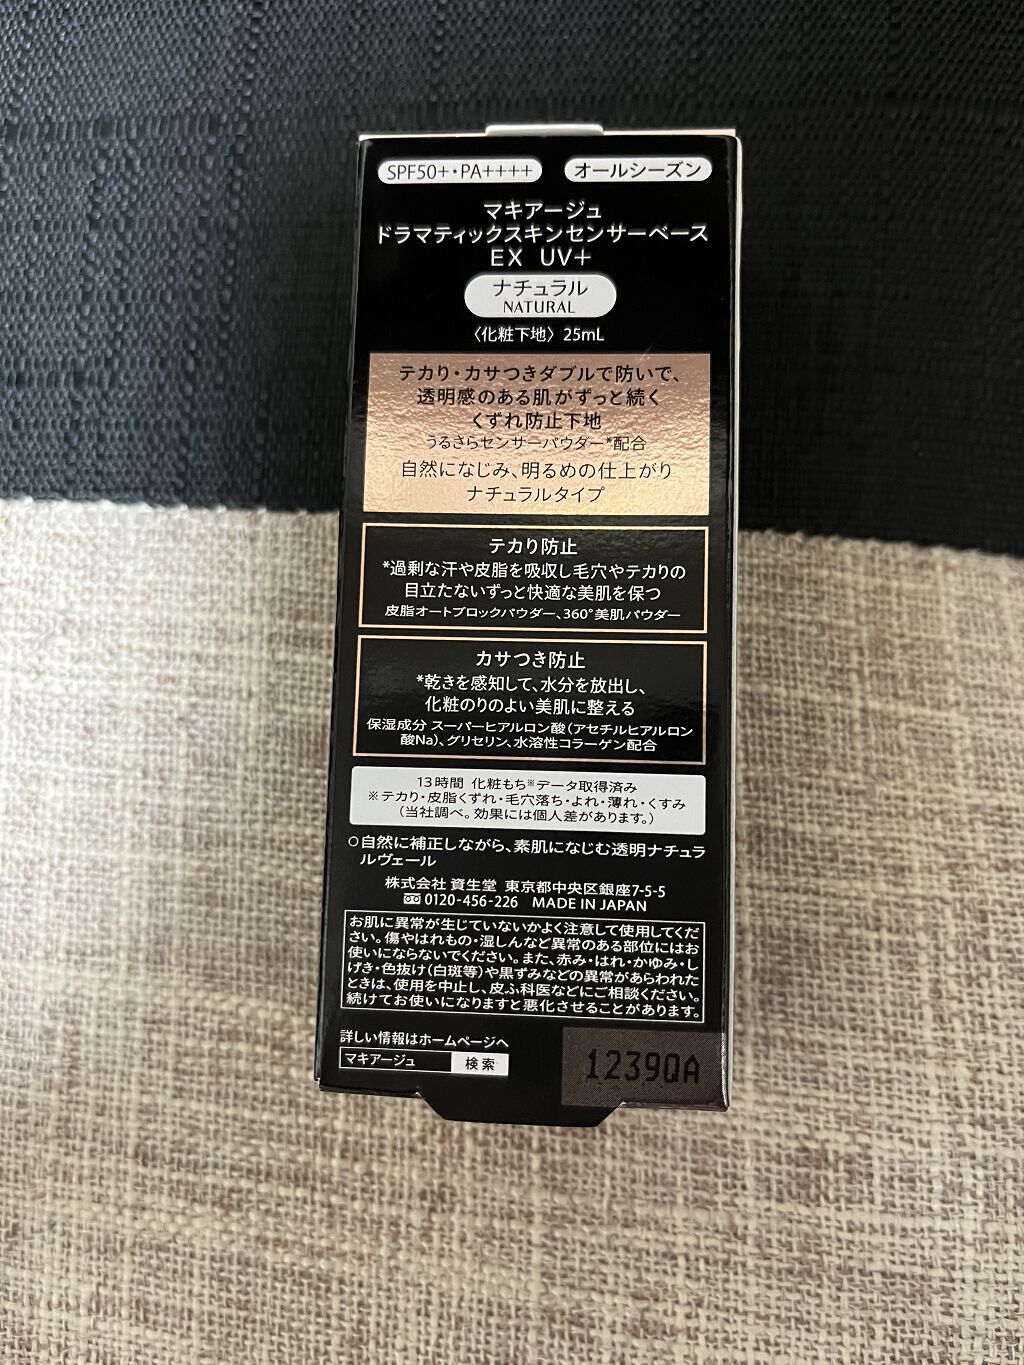 SPF50+・PA++++ オールシーズン
マキアージュ
ドラマティックスキンセンサーベース
EX UV+
ナチュラル
NATURAL
〈化粧下地〉25mL
テカり・カサつきダブルで防いで、
透明感のある肌がずっと続く
くずれ防止下地
うるさらセンサーパウダー*配合
自然になじみ、明るめの仕上がり
ナチュラルタイプ
テカり防止
*過剰な汗や皮脂を吸収し毛穴やテカりの
目立たないずっと快適な美肌を保つ
皮脂オートブロックパウダー、360°美肌パウダー
カサつき防止
*乾きを感知して、水分を放出し、
化粧のりのよい美肌に整える
保湿成分 スーパーヒアルロン酸（アセチルヒアルロン
酸Na）、グリセリン、水溶性コラーゲン配合
13時間 化粧もち※データ取得済み
※テカり・皮脂くずれ・毛穴落ち・よれ・薄れ・くすみ
（当社調べ。効果には個人差があります。）
○自然に補正しながら、素肌になじむ透明ナチュラ
ルヴェール
株式会社 資生堂 東京都中央区銀座7-5-5
0120-456-226 MADE IN JAPAN
お肌に異常が生じていないかよく注意して使用してくだ
さい。傷やはれもの・湿しんなど異常のある部位にはお
使いにならないでください。また、赤み・はれ・かゆみ・し
げき・色抜け（白斑等）や黒ずみなどの異常があらわれた
ときは、使用を中止し、皮ふ科医などにご相談ください。
続けてお使いになりますと悪化させることがあります。
詳しい情報はホームページへ
マキアージュ 検索
1239QA